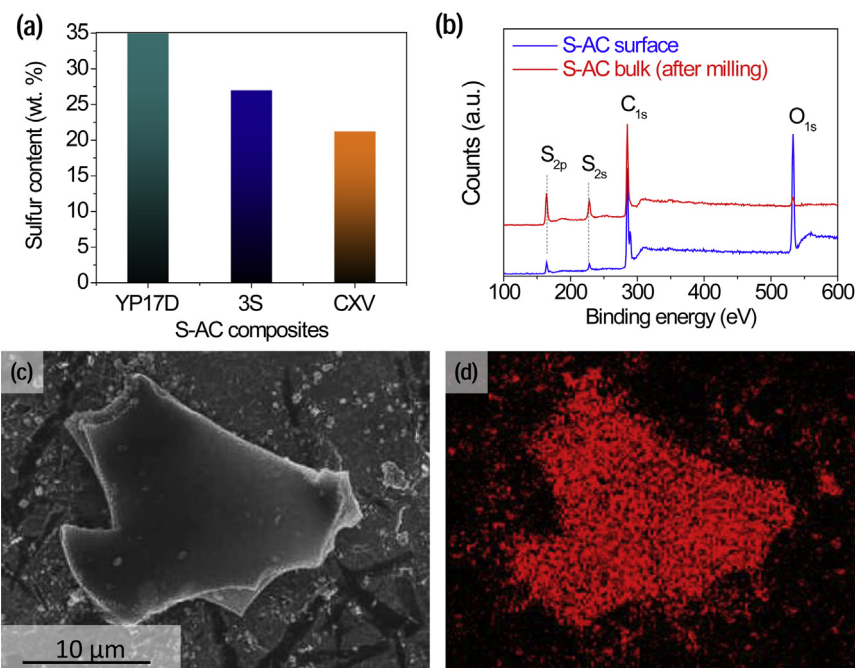 (a)
Sulfur content (wt. %)
35
30
25
20
15
10
5
0
YP17D 3S CXV
S-AC composites
(b)
S-AC surface
S-AC bulk (after milling)
Counts (a.u.)
S2p
S2s
C1s
O1s
100 200 300 400 500 600
Binding energy (eV)
(c)
10 µm
(d)